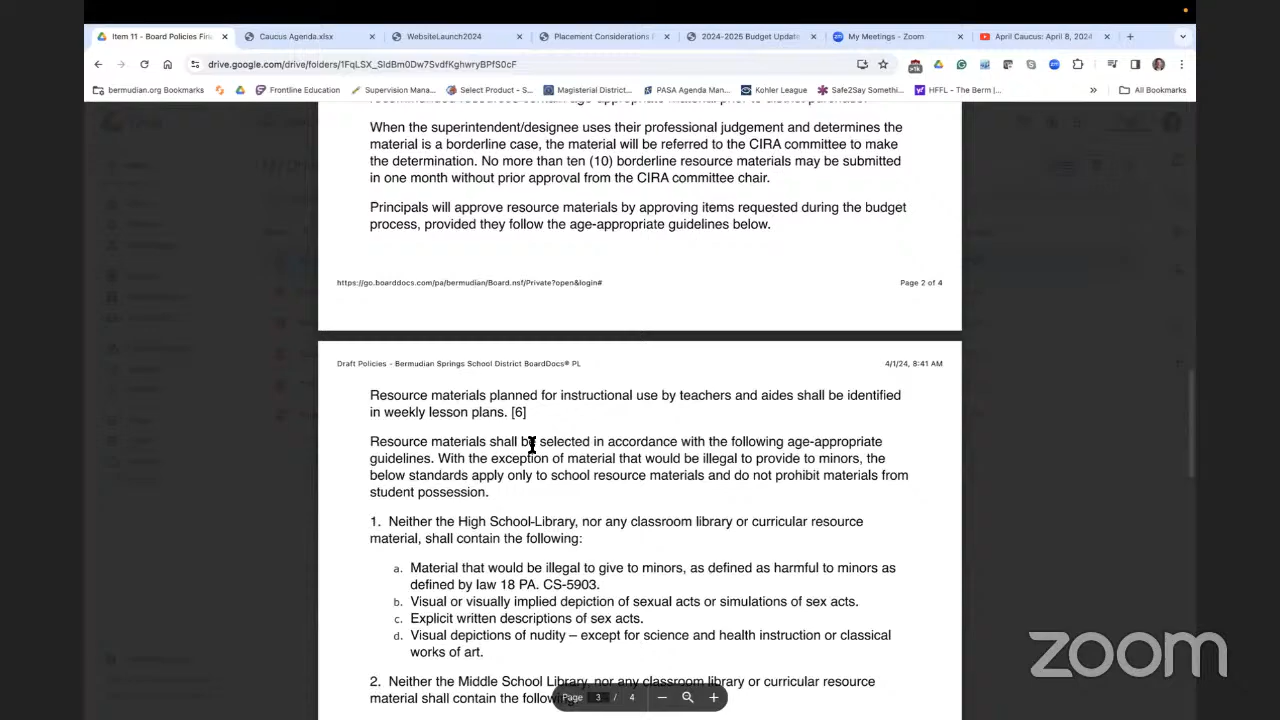 Item 11 - Board Policies Fin
Caucus Agenda.xlsx
WebsiteLaunch2024
Placement Considerations F
2024-2025 Budget Update
My Meetings - Zoom
April Caucus: April 8, 2024
drive.google.com/drive/folders/1FqLSX_SldBm0Dw7SvdfKghwryBPfS0cF
bermudian.org Bookmarks
Frontline Education
Supervision Mana...
Select Product - S...
Magisterial District...
PASA Agenda Man...
Kohler League
Safe2Say Somethi...
HFFL - The Berm |...
All Bookmarks
When the superintendent/designee uses their professional judgement and determines the
material is a borderline case, the material will be referred to the CIRA committee to make
the determination. No more than ten (10) borderline resource materials may be submitted
in one month without prior approval from the CIRA committee chair.
Principals will approve resource materials by approving items requested during the budget
process, provided they follow the age-appropriate guidelines below.
https://go.boarddocs.com/pa/bermudian/Board.nsf/Private?open&login#
Page 2 of 4
Draft Policies - Bermudian Springs School District BoardDocs® PL
4/1/24, 8:41 AM
Resource materials planned for instructional use by teachers and aides shall be identified
in weekly lesson plans. [6]
Resource materials shall be selected in accordance with the following age-appropriate
guidelines. With the exception of material that would be illegal to provide to minors, the
below standards apply only to school resource materials and do not prohibit materials from
student possession.
1. Neither the High School-Library, nor any classroom library or curricular resource
material, shall contain the following:
a. Material that would be illegal to give to minors, as defined as harmful to minors as
defined by law 18 PA. CS-5903.
b. Visual or visually implied depiction of sexual acts or simulations of sex acts.
c. Explicit written descriptions of sex acts.
d. Visual depictions of nudity – except for science and health instruction or classical
works of art.
2. Neither the Middle School Library, nor any classroom library or curricular resource
material shall contain the following:
Page 3 / 4
zoom